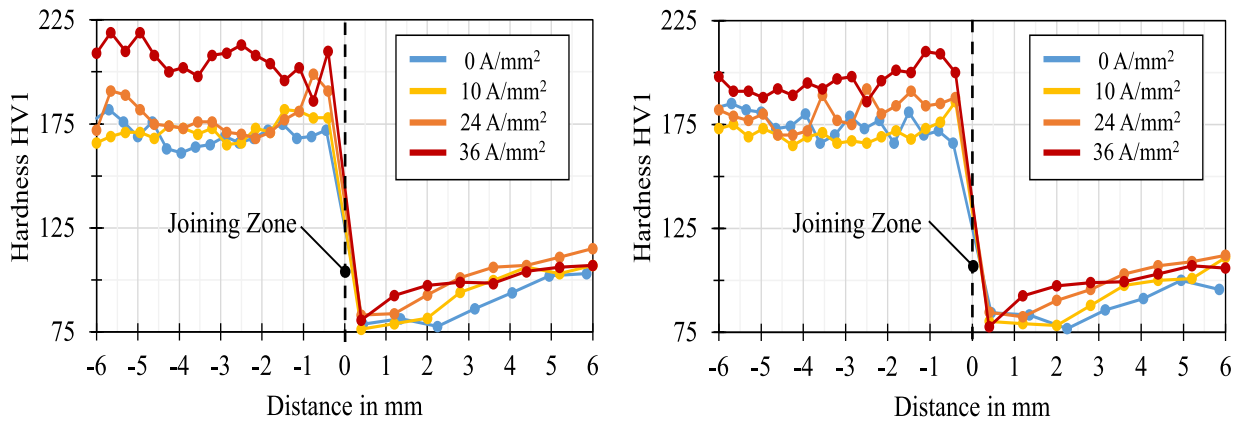 225
175
125
75
Hardness HV1
0 A/mm²
10 A/mm²
24 A/mm²
36 A/mm²
Joining Zone
-6 -5 -4 -3 -2 -1 0 1 2 3 4 5 6
Distance in mm
225
175
125
75
Hardness HV1
0 A/mm²
10 A/mm²
24 A/mm²
36 A/mm²
Joining Zone
-6 -5 -4 -3 -2 -1 0 1 2 3 4 5 6
Distance in mm